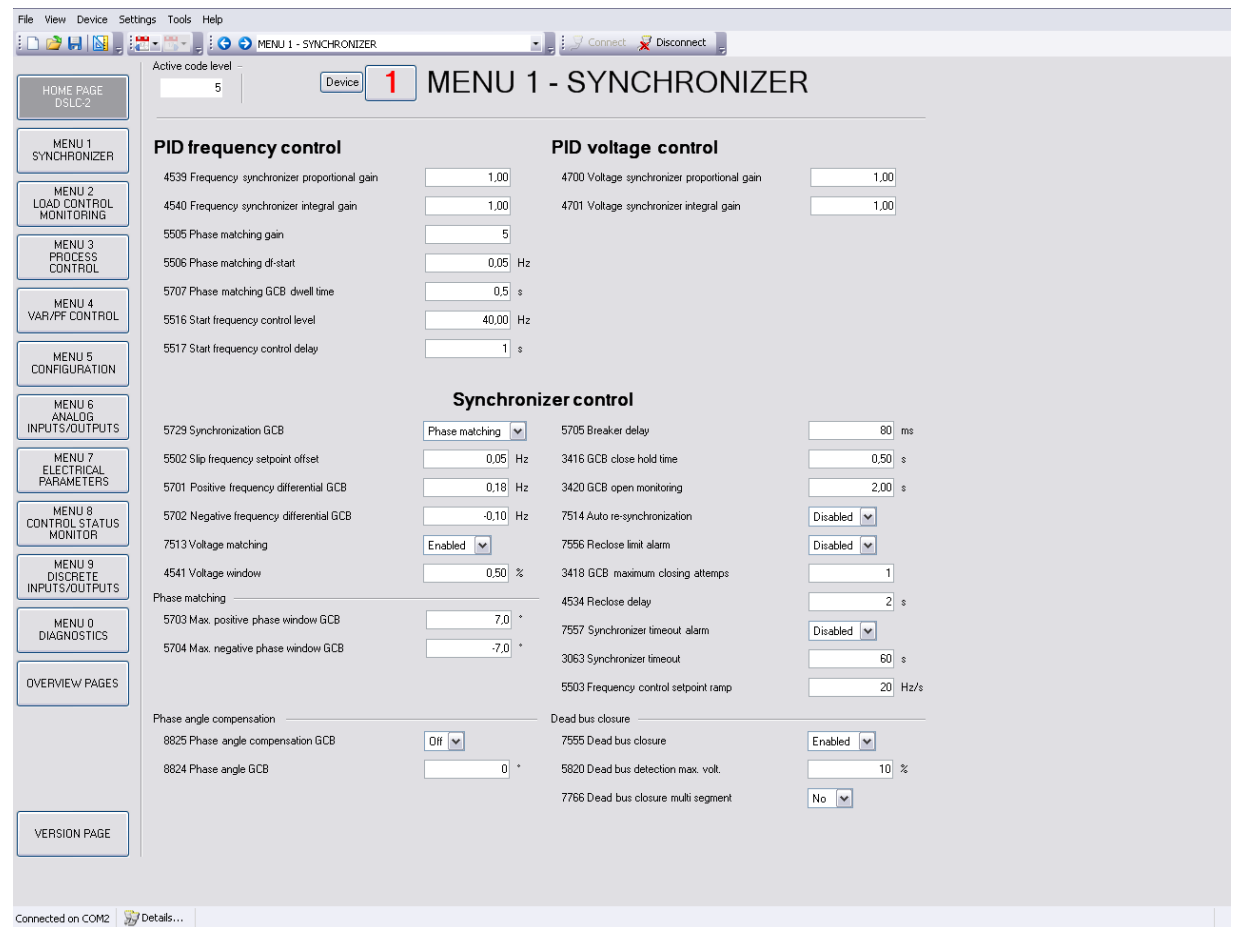 File View Device Settings Tools Help
MENU 1 - SYNCHRONIZER Connect Disconnect
Active code level
5
Device 1 MENU 1 - SYNCHRONIZER
HOME PAGE
DSLC-2
MENU 1
SYNCHRONIZER
MENU 2
LOAD CONTROL
MONITORING
MENU 3
PROCESS
CONTROL
MENU 4
VAR/PF CONTROL
MENU 5
CONFIGURATION
MENU 6
ANALOG
INPUTS/OUTPUTS
MENU 7
ELECTRICAL
PARAMETERS
MENU 8
CONTROL STATUS
MONITOR
MENU 9
DISCRETE
INPUTS/OUTPUTS
MENU 0
DIAGNOSTICS
OVERVIEW PAGES
VERSION PAGE
PID frequency control
4539 Frequency synchronizer proportional gain 1,00
4540 Frequency synchronizer integral gain 1,00
5505 Phase matching gain 5
5506 Phase matching df-start 0,05 Hz
5707 Phase matching GCB dwell time 0,5 s
5516 Start frequency control level 40,00 Hz
5517 Start frequency control delay 1 s
PID voltage control
4700 Voltage synchronizer proportional gain 1,00
4701 Voltage synchronizer integral gain 1,00
Synchronizer control
5729 Synchronization GCB Phase matching
5502 Slip frequency setpoint offset 0,05 Hz
5701 Positive frequency differential GCB 0,18 Hz
5702 Negative frequency differential GCB -0,10 Hz
7513 Voltage matching Enabled
4541 Voltage window 0,50 %
Phase matching
5703 Max. positive phase window GCB 7,0 °
5704 Max. negative phase window GCB -7,0 °
Phase angle compensation
8825 Phase angle compensation GCB Off
8824 Phase angle GCB 0 °
5705 Breaker delay 80 ms
3416 GCB close hold time 0,50 s
3420 GCB open monitoring 2,00 s
7514 Auto re-synchronization Disabled
7556 Reclose limit alarm Disabled
3418 GCB maximum closing attemps 1
4534 Reclose delay 2 s
7557 Synchronizer timeout alarm Disabled
3063 Synchronizer timeout 60 s
5503 Frequency control setpoint ramp 20 Hz/s
Dead bus closure
7555 Dead bus closure Enabled
5820 Dead bus detection max. volt. 10 %
7766 Dead bus closure multi segment No
Connected on COM2 Details...